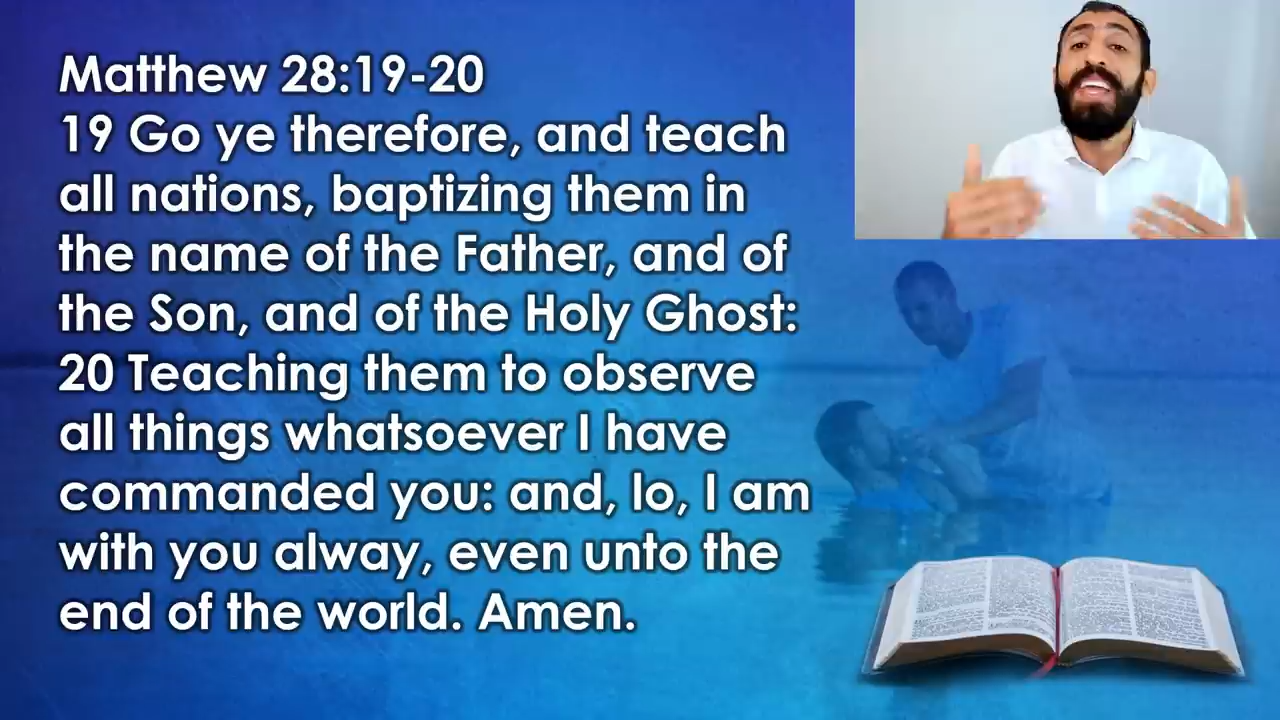 Matthew 28:19-20
19 Go ye therefore, and teach
all nations, baptizing them in
the name of the Father, and of
the Son, and of the Holy Ghost:
20 Teaching them to observe
all things whatsoever I have
commanded you: and, lo, I am
with you alway, even unto the
end of the world. Amen.